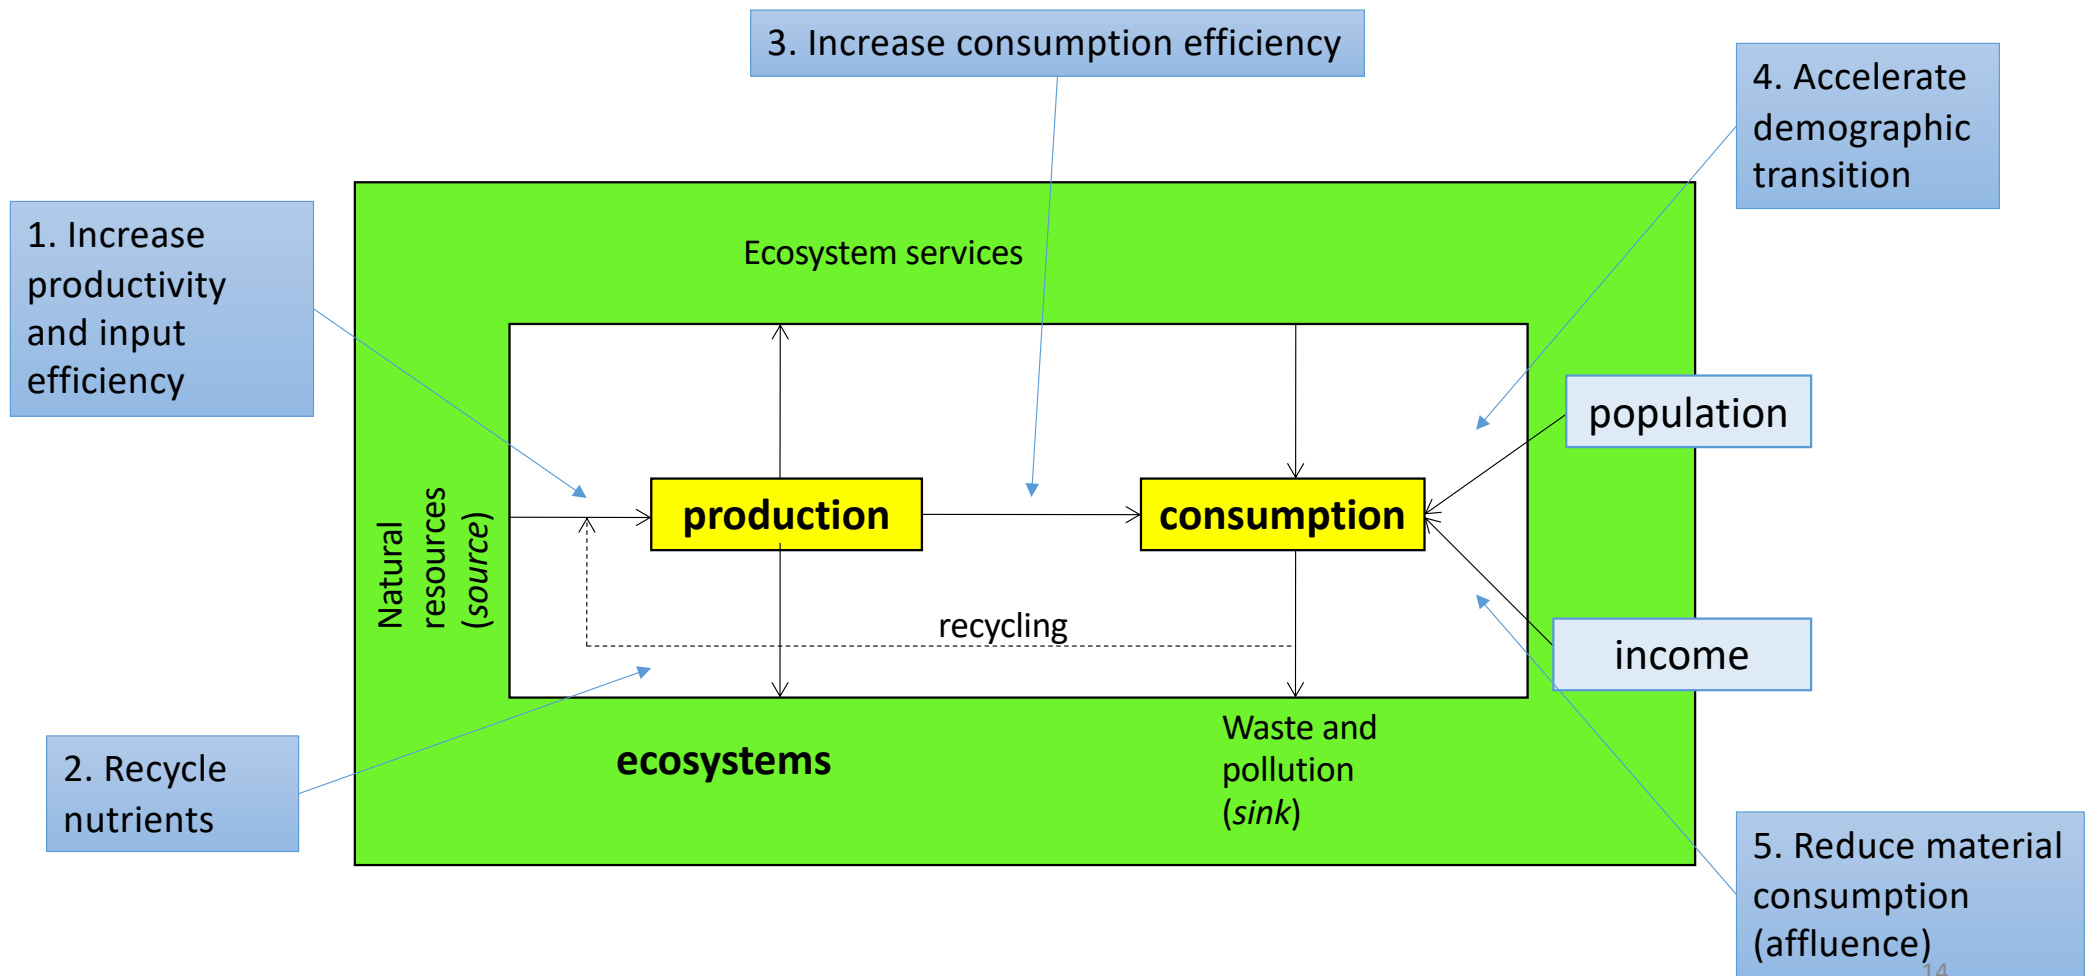 3. Increase consumption efficiency
4. Accelerate
demographic
transition
1. Increase
productivity
and input
efficiency
Ecosystem services
population
Natural
resources
(source)
production
consumption
recycling
income
2. Recycle
nutrients
ecosystems
Waste and
pollution
(sink)
5. Reduce material
consumption
(affluence)
14